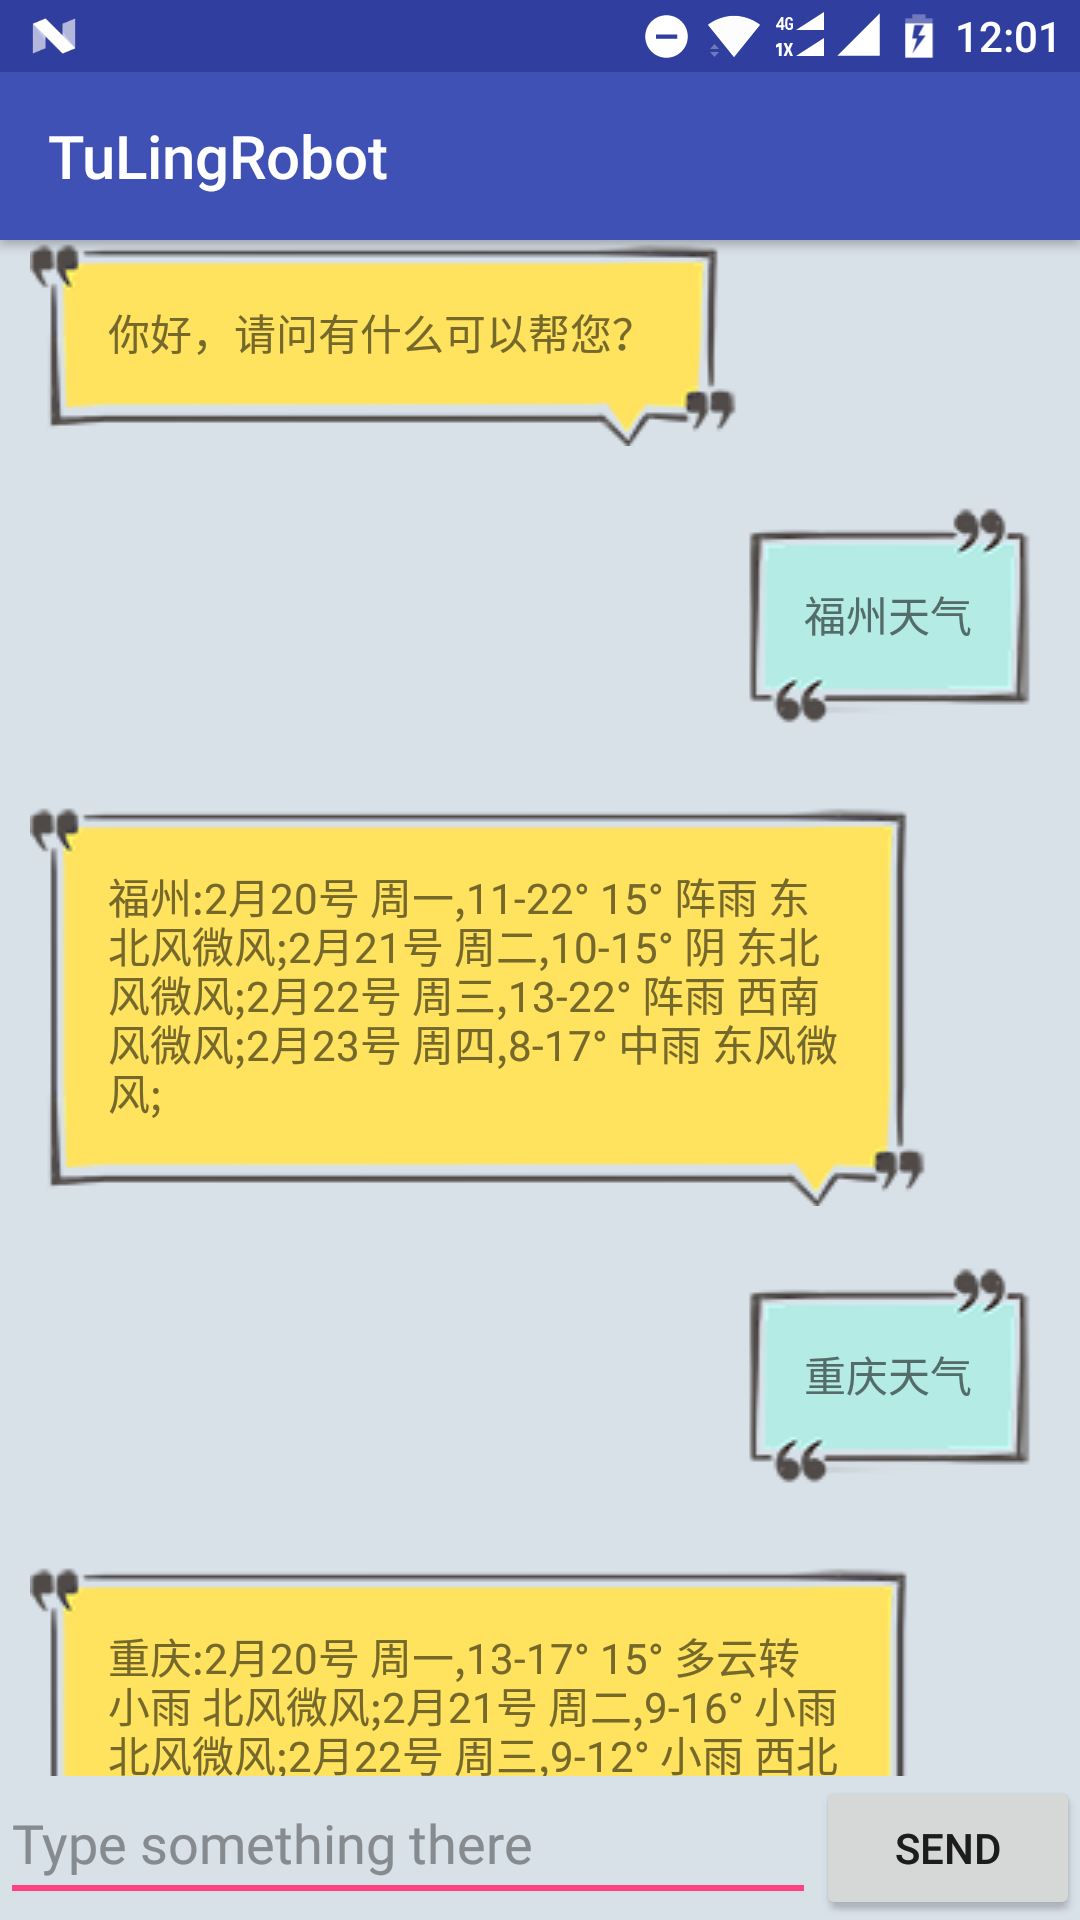 4G
1X
12:01
TuLingRobot
你好，请问有什么可以帮您？
福州天气
福州:2月20号 周一,11-22° 15° 阵雨 东
北风微风;2月21号 周二,10-15° 阴 东北
风微风;2月22号 周三,13-22° 阵雨 西南
风微风;2月23号 周四,8-17° 中雨 东风微
风;
重庆天气
重庆:2月20号 周一,13-17° 15° 多云转
小雨 北风微风;2月21号 周二,9-16° 小雨
北风微风;2月22号 周三,9-12° 小雨 西北
Type something there
SEND